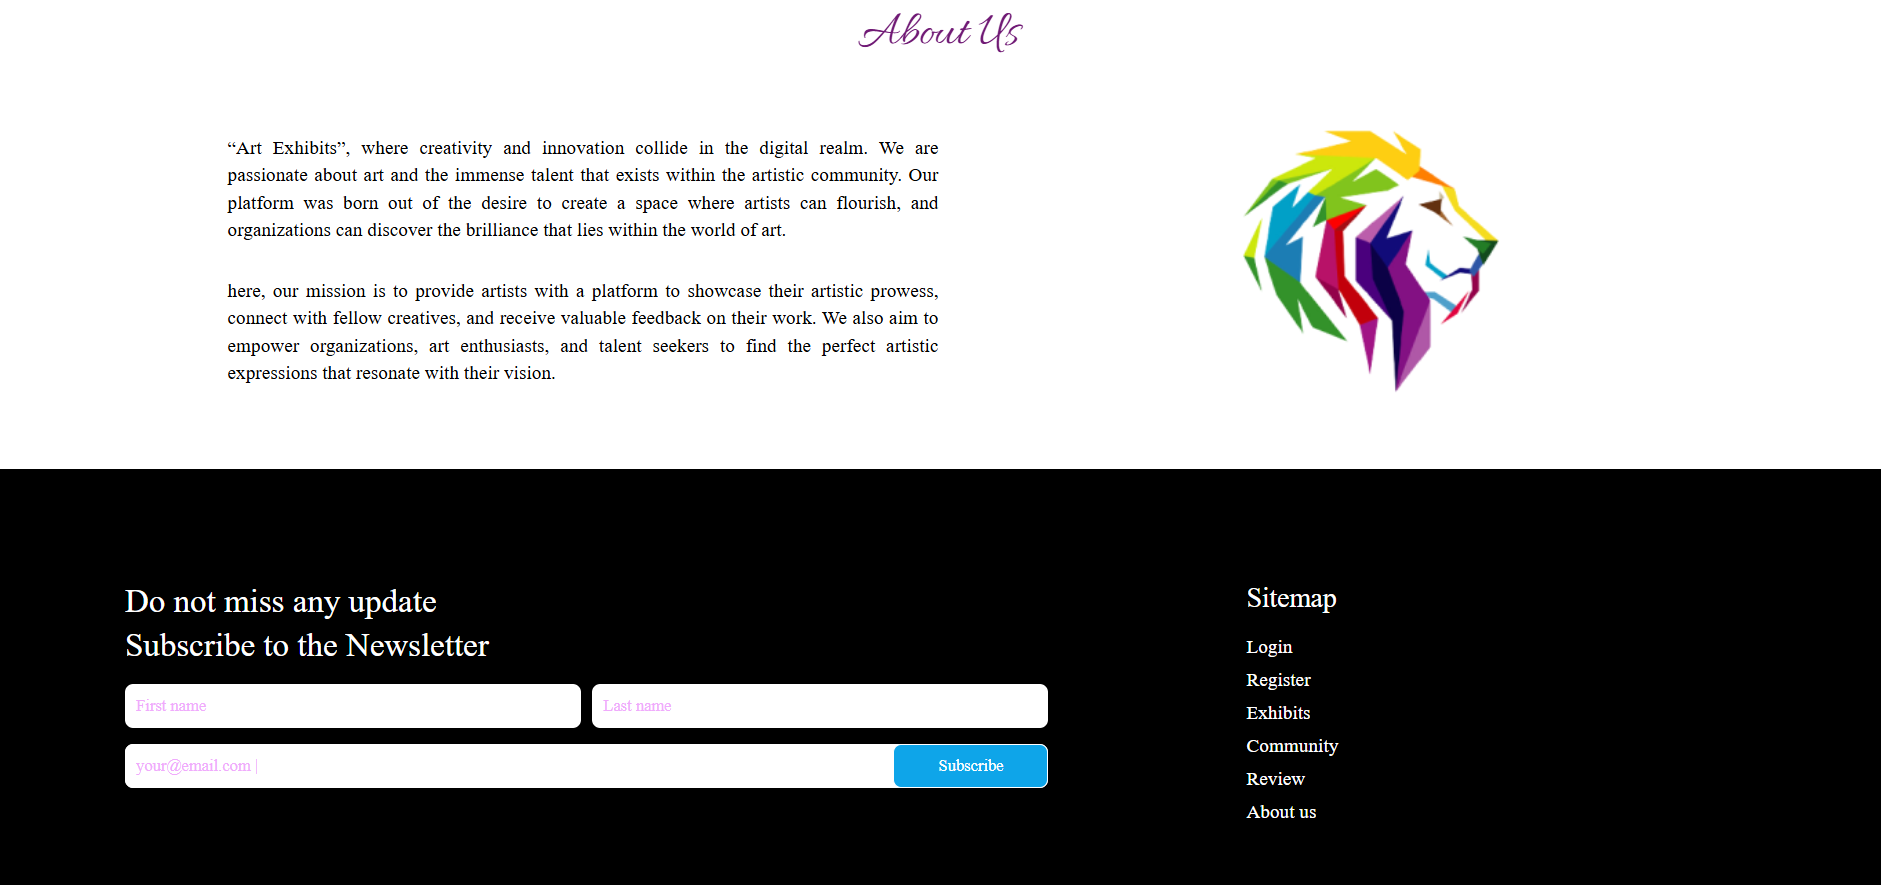 About Us
“Art Exhibits”, where creativity and innovation collide in the digital realm. We are
passionate about art and the immense talent that exists within the artistic community. Our
platform was born out of the desire to create a space where artists can flourish, and
organizations can discover the brilliance that lies within the world of art.
here, our mission is to provide artists with a platform to showcase their artistic prowess,
connect with fellow creatives, and receive valuable feedback on their work. We also aim to
empower organizations, art enthusiasts, and talent seekers to find the perfect artistic
expressions that resonate with their vision.
Do not miss any update
Subscribe to the Newsletter
First name
Last name
your@email.com |
Subscribe
Sitemap
Login
Register
Exhibits
Community
Review
About us